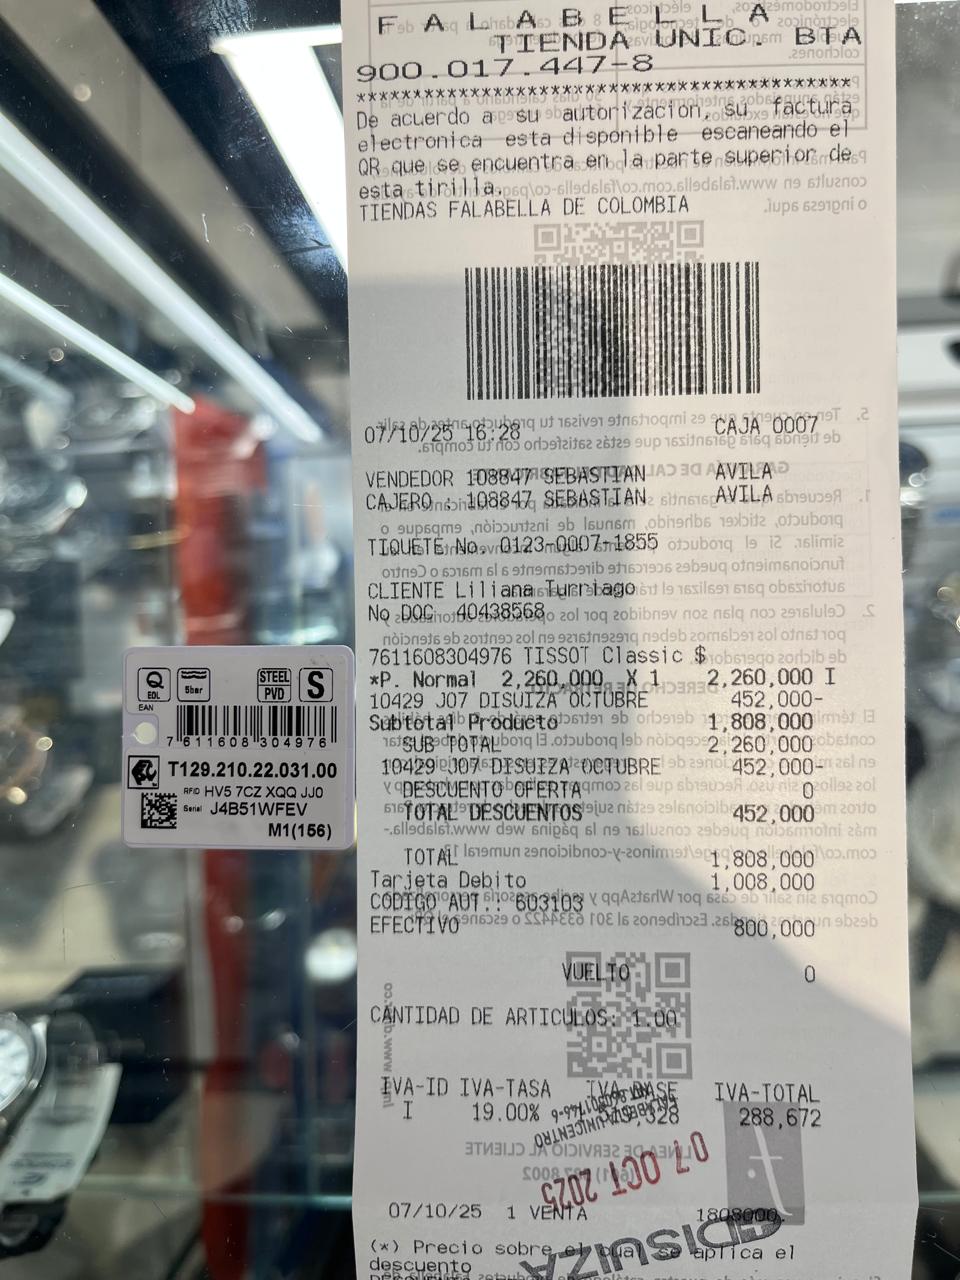 F A L A B E L L A
TIENDA UNIC. BTA
900.017.447-8
****************************************
De acuerdo a su autorizacion, su factura
electronica esta disponible escaneando el
QR que se encuentra en la parte superior de
esta tirilla.
TIENDAS FALABELLA DE COLOMBIA
07/10/25 16:28 CAJA 0007
VENDEDOR 108847 SEBASTIAN AVILA
CAJERO : 108847 SEBASTIAN AVILA
TIQUETE No. 0123-0007-1855
CLIENTE Liliana Turriago
No DOC 40438568
7611608304976 TISSOT Classic $
*P. Normal 2,260,000 X 1 2,260,000 I
10429 J07 DISUIZA OCTUBRE 452,000-
Subtotal Producto 1,808,000
SUB TOTAL 2,260,000
10429 J07 DISUIZA OCTUBRE 452,000-
DESCUENTO OFERTA 0
TOTAL DESCUENTOS 452,000
TOTAL 1,808,000
Tarjeta Debito 1,008,000
CODIGO AUT.: 603103
EFECTIVO 800,000
VUELTO 0
CANTIDAD DE ARTICULOS: 1.00
IVA-ID IVA-TASA IVA-BASE IVA-TOTAL
I 19.00% 288,672
07 OCT 2025
07/10/25 1 VENTA 1808000.
DISUIZA
(*) Precio sobre el cual se aplica el
descuento
Q
EOL
5bar
STEEL
PVD
S
EAN
7 611608 304976
T129.210.22.031.00
RFID HV5 7CZ XQQ JJ0
Serial J4B51WFEV
M1(156)